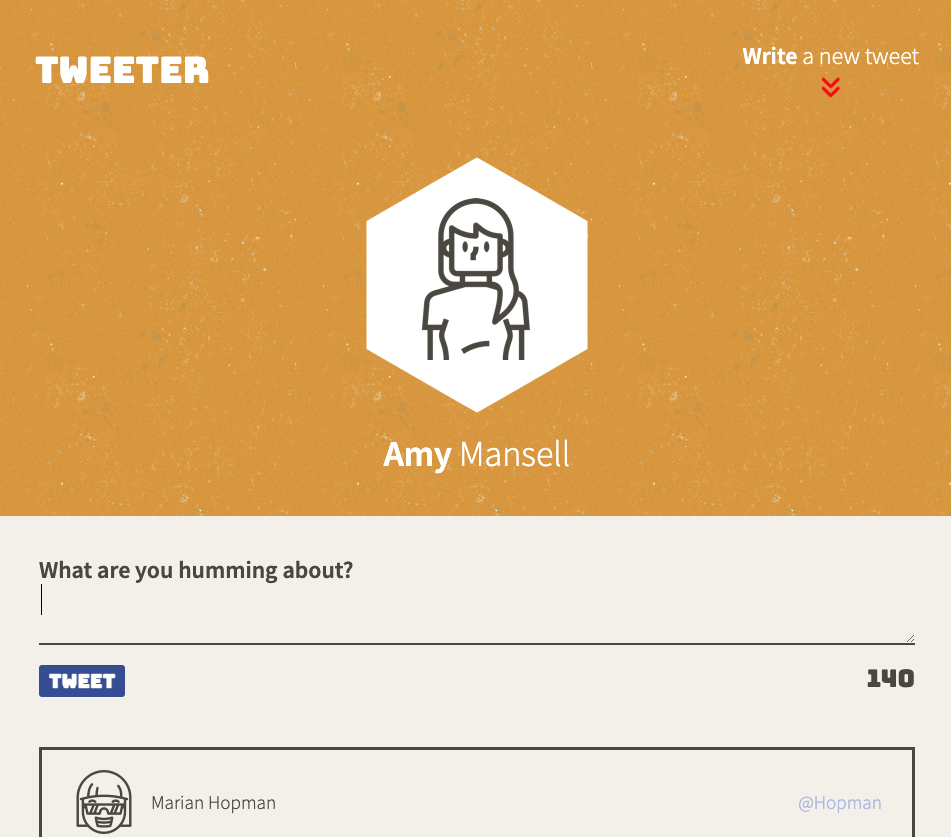 TWEETER
Write a new tweet
Amy Mansell
What are you humming about?
TWEET
140
Marian Hopman
@Hopman